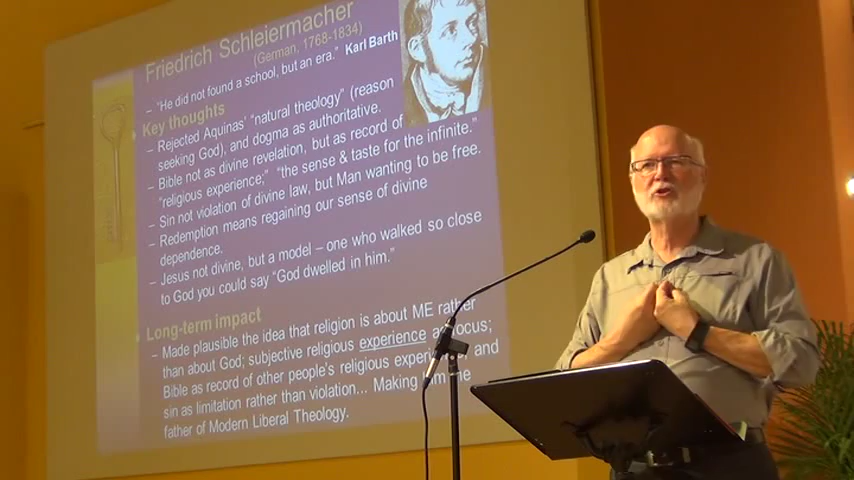 Friedrich Schleiermacher
(German, 1768-1834)
– "He did not found a school, but an era." Karl Barth
Key thoughts
– Rejected Aquinas' "natural theology" (reason
seeking God), and dogma as authoritative.
– Bible not as divine revelation, but as record of
"religious experience;" "the sense & taste for the infinite."
– Sin not violation of divine law, but Man wanting to be free.
– Redemption means regaining our sense of divine
dependence.
– Jesus not divine, but a model – one who walked so close
to God you could say "God dwelled in him."
Long-term impact
– Made plausible the idea that religion is about ME rather
than about God; subjective religious experience as focus;
Bible as record of other people's religious and
sin as limitation rather than violation... Making
father of Modern Liberal Theology.